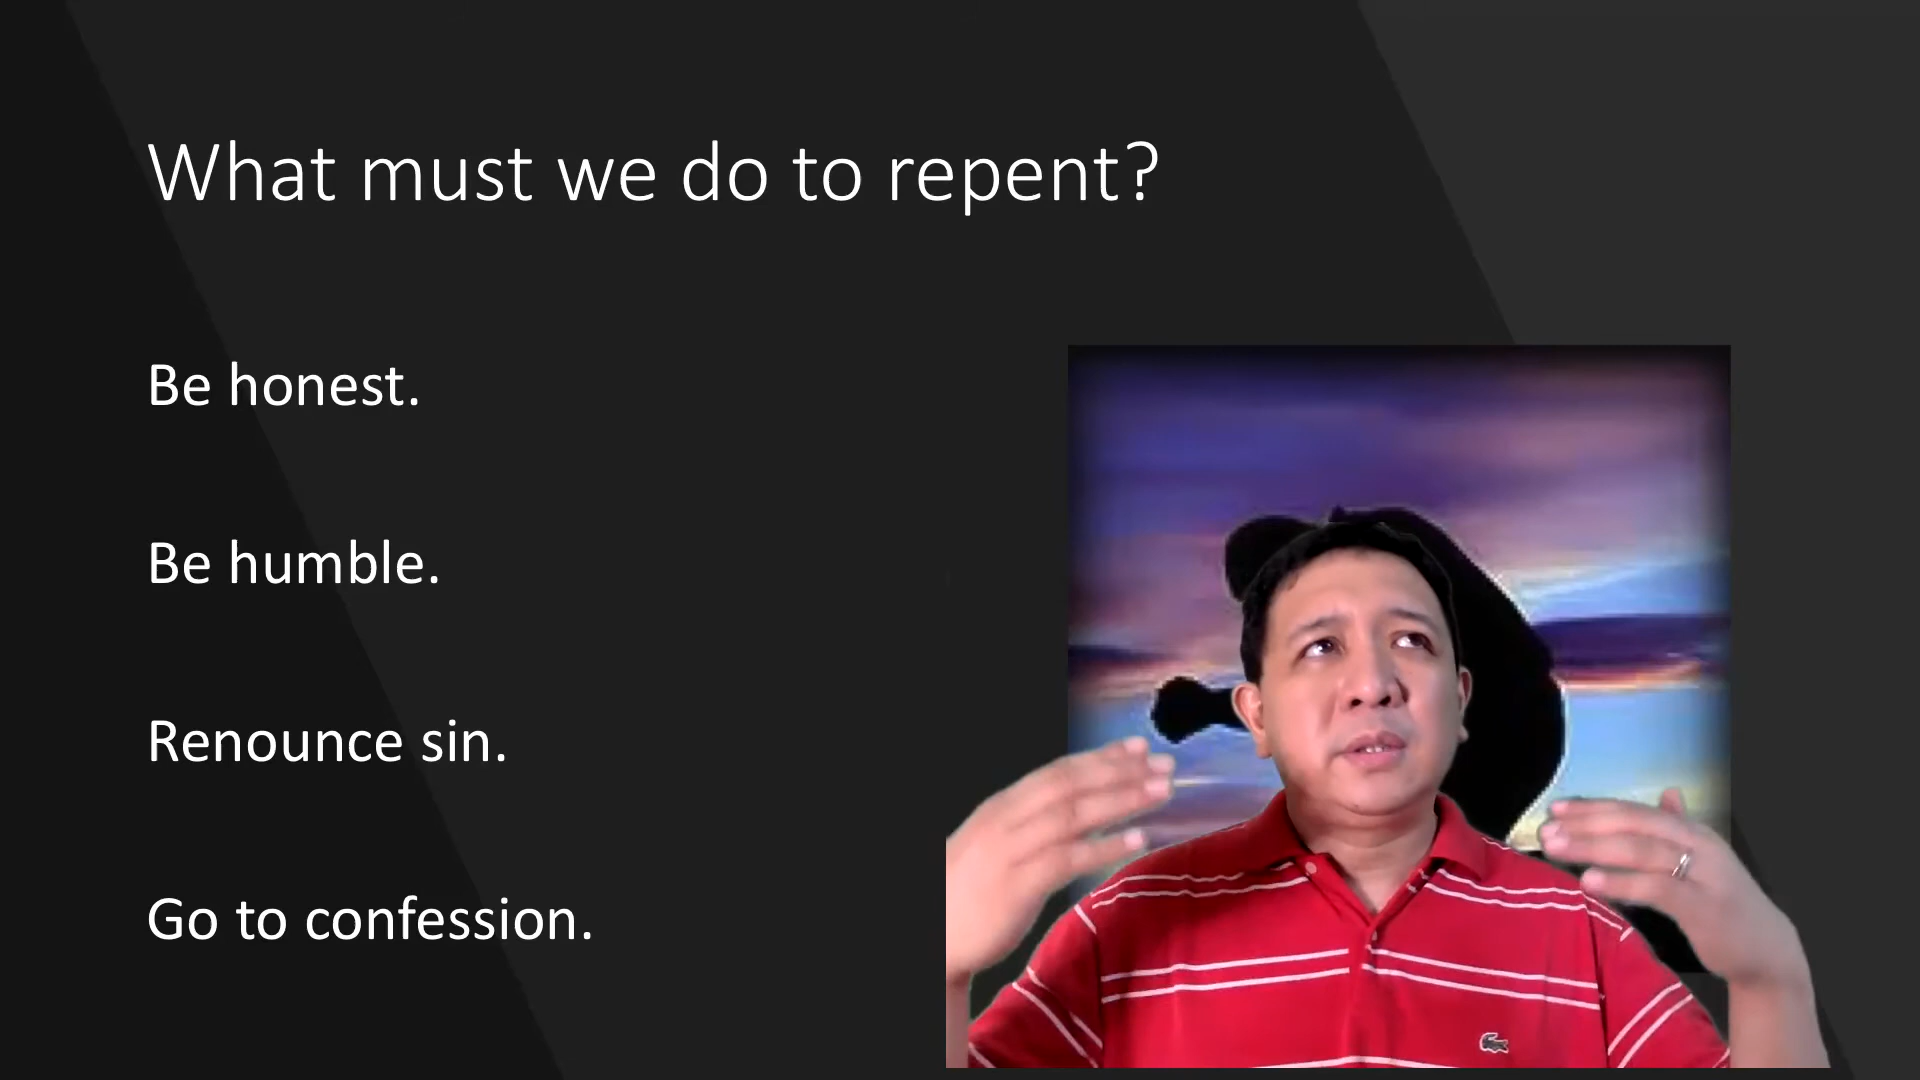 What must we do to repent?
Be honest.
Be humble.
Renounce sin.
Go to confession.